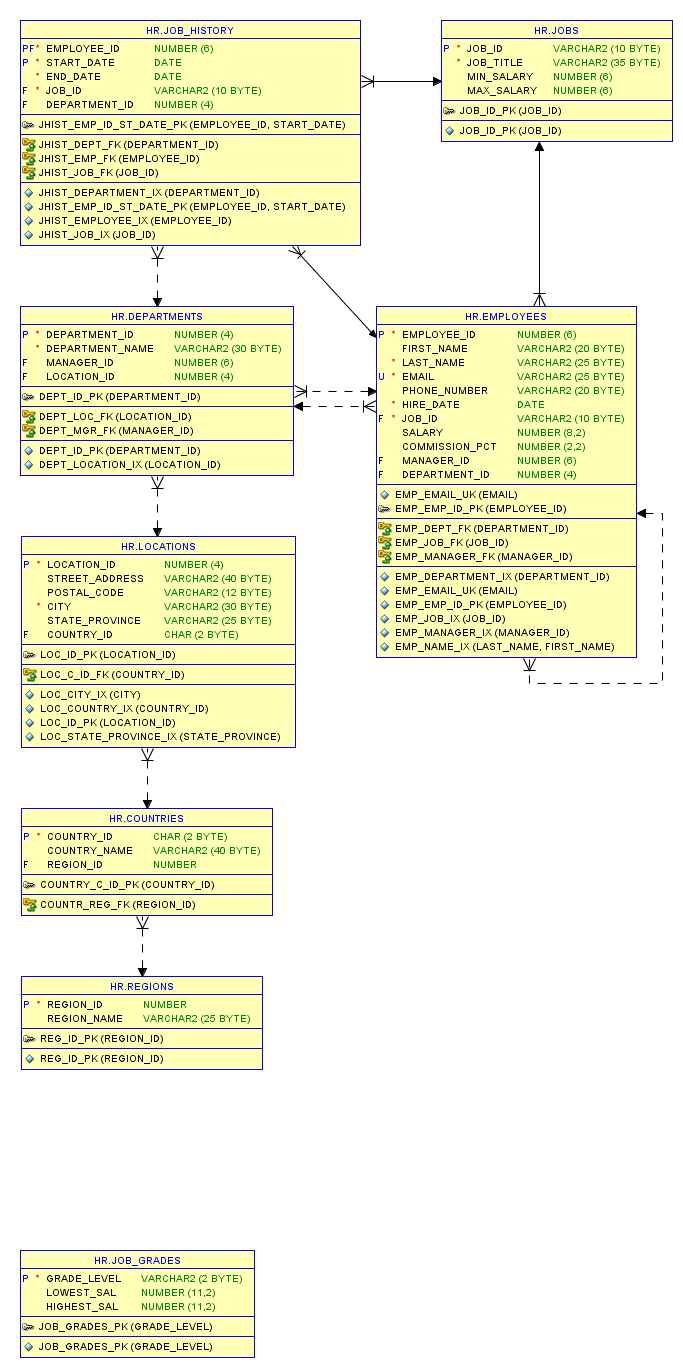 HR.JOB_HISTORY
PF* EMPLOYEE_ID NUMBER (6)
P * START_DATE DATE
* END_DATE DATE
F * JOB_ID VARCHAR2 (10 BYTE)
F DEPARTMENT_ID NUMBER (4)
JHIST_EMP_ID_ST_DATE_PK (EMPLOYEE_ID, START_DATE)
JHIST_DEPT_FK (DEPARTMENT_ID)
JHIST_EMP_FK (EMPLOYEE_ID)
JHIST_JOB_FK (JOB_ID)
JHIST_DEPARTMENT_IX (DEPARTMENT_ID)
JHIST_EMP_ID_ST_DATE_PK (EMPLOYEE_ID, START_DATE)
JHIST_EMPLOYEE_IX (EMPLOYEE_ID)
JHIST_JOB_IX (JOB_ID)
HR.JOBS
P * JOB_ID VARCHAR2 (10 BYTE)
* JOB_TITLE VARCHAR2 (35 BYTE)
MIN_SALARY NUMBER (6)
MAX_SALARY NUMBER (6)
JOB_ID_PK (JOB_ID)
JOB_ID_PK (JOB_ID)
HR.DEPARTMENTS
P * DEPARTMENT_ID NUMBER (4)
* DEPARTMENT_NAME VARCHAR2 (30 BYTE)
F MANAGER_ID NUMBER (6)
F LOCATION_ID NUMBER (4)
DEPT_ID_PK (DEPARTMENT_ID)
DEPT_LOC_FK (LOCATION_ID)
DEPT_MGR_FK (MANAGER_ID)
DEPT_ID_PK (DEPARTMENT_ID)
DEPT_LOCATION_IX (LOCATION_ID)
HR.EMPLOYEES
P * EMPLOYEE_ID NUMBER (6)
FIRST_NAME VARCHAR2 (20 BYTE)
* LAST_NAME VARCHAR2 (25 BYTE)
U * EMAIL VARCHAR2 (25 BYTE)
PHONE_NUMBER VARCHAR2 (20 BYTE)
* HIRE_DATE DATE
F * JOB_ID VARCHAR2 (10 BYTE)
SALARY NUMBER (8,2)
COMMISSION_PCT NUMBER (2,2)
F MANAGER_ID NUMBER (6)
F DEPARTMENT_ID NUMBER (4)
EMP_EMAIL_UK (EMAIL)
EMP_EMP_ID_PK (EMPLOYEE_ID)
EMP_DEPT_FK (DEPARTMENT_ID)
EMP_JOB_FK (JOB_ID)
EMP_MANAGER_FK (MANAGER_ID)
EMP_DEPARTMENT_IX (DEPARTMENT_ID)
EMP_EMAIL_UK (EMAIL)
EMP_EMP_ID_PK (EMPLOYEE_ID)
EMP_JOB_IX (JOB_ID)
EMP_MANAGER_IX (MANAGER_ID)
EMP_NAME_IX (LAST_NAME, FIRST_NAME)
HR.LOCATIONS
P * LOCATION_ID NUMBER (4)
STREET_ADDRESS VARCHAR2 (40 BYTE)
POSTAL_CODE VARCHAR2 (12 BYTE)
* CITY VARCHAR2 (30 BYTE)
STATE_PROVINCE VARCHAR2 (25 BYTE)
F COUNTRY_ID CHAR (2 BYTE)
LOC_ID_PK (LOCATION_ID)
LOC_C_ID_FK (COUNTRY_ID)
LOC_CITY_IX (CITY)
LOC_COUNTRY_IX (COUNTRY_ID)
LOC_ID_PK (LOCATION_ID)
LOC_STATE_PROVINCE_IX (STATE_PROVINCE)
HR.COUNTRIES
P * COUNTRY_ID CHAR (2 BYTE)
COUNTRY_NAME VARCHAR2 (40 BYTE)
F REGION_ID NUMBER
COUNTRY_C_ID_PK (COUNTRY_ID)
COUNTR_REG_FK (REGION_ID)
HR.REGIONS
P * REGION_ID NUMBER
REGION_NAME VARCHAR2 (25 BYTE)
REG_ID_PK (REGION_ID)
REG_ID_PK (REGION_ID)
HR.JOB_GRADES
P * GRADE_LEVEL VARCHAR2 (2 BYTE)
LOWEST_SAL NUMBER (11,2)
HIGHEST_SAL NUMBER (11,2)
JOB_GRADES_PK (GRADE_LEVEL)
JOB_GRADES_PK (GRADE_LEVEL)